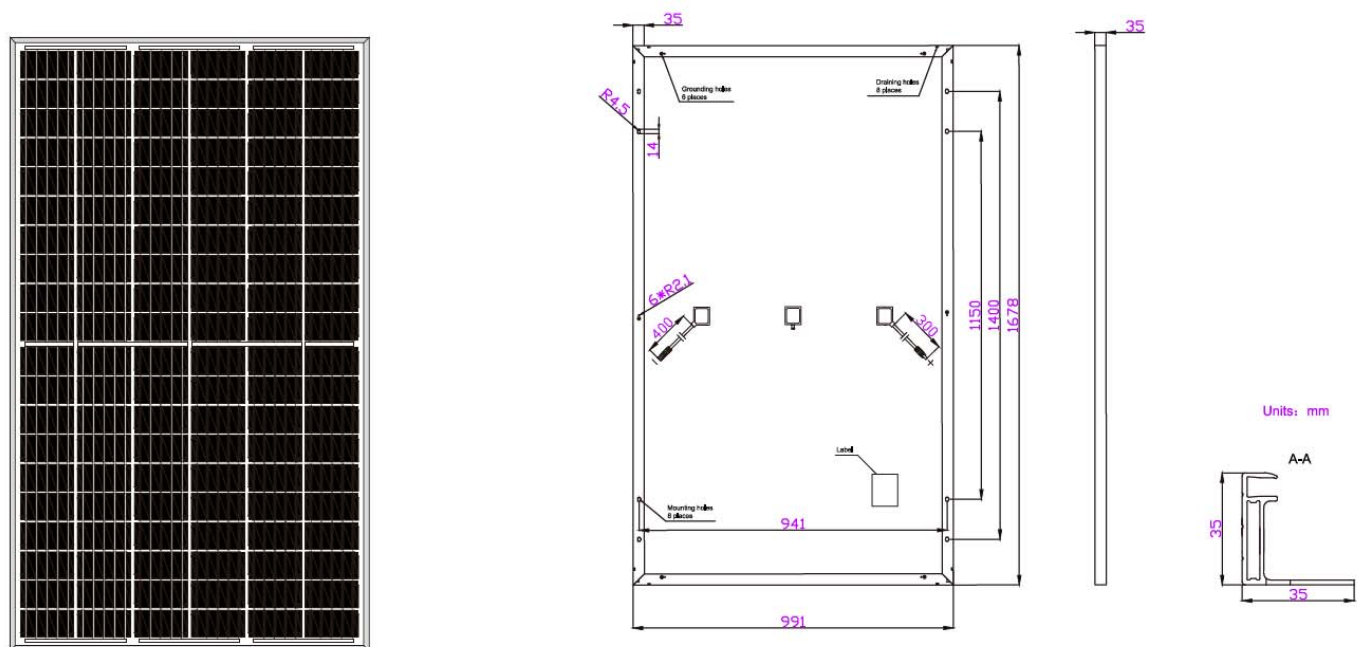 35
35
Grounding holes
6 places
Draining holes
8 places
R4.5
14
6*R2.1
400
300
-
+
1150
1400
1678
Units: mm
A-A
Label
Mounting holes
8 places
941
35
35
991